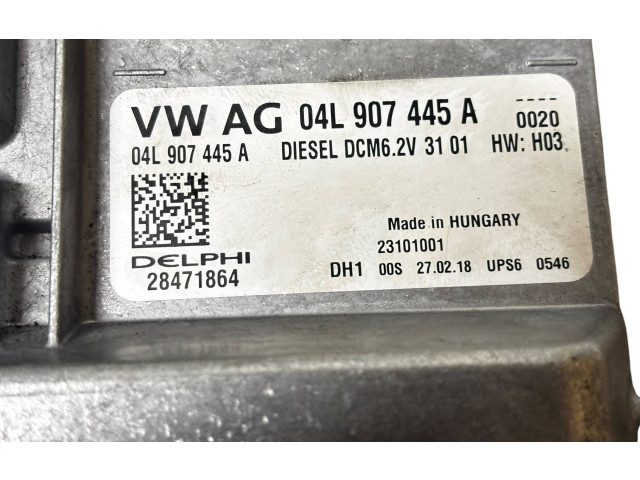 VW AG 04L 907 445 A ---- 0020
04L 907 445 A DIESEL DCM6.2V 31 01 HW: H03
Made in HUNGARY
23101001
DELPHI
28471864
DH1 00S 27.02.18 UPS6 0546